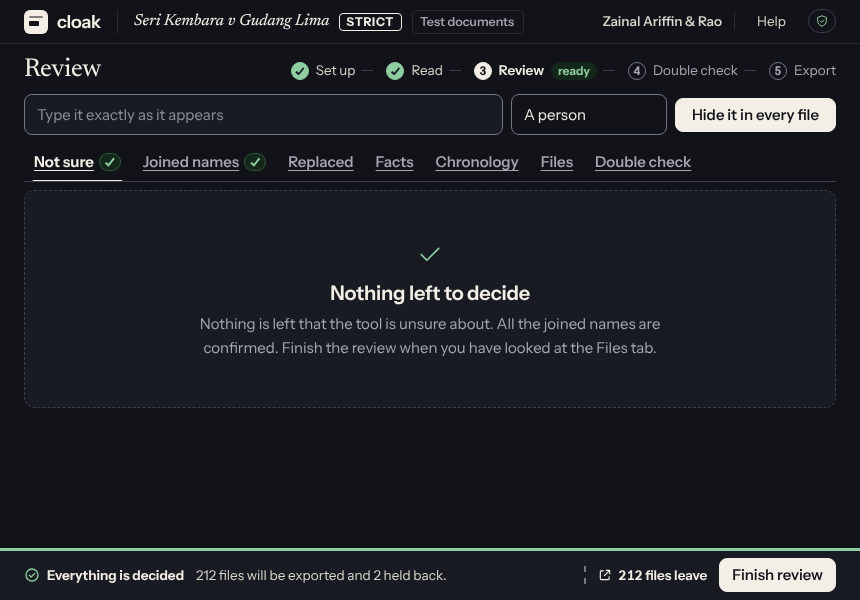 cloak Seri Kembara v Gudang Lima STRICT Test documents Zainal Ariffin & Rao Help
Review Set up Read 3 Review ready 4 Double check 5 Export
Type it exactly as it appears A person Hide it in every file
Not sure Joined names Replaced Facts Chronology Files Double check
Nothing left to decide
Nothing is left that the tool is unsure about. All the joined names are
confirmed. Finish the review when you have looked at the Files tab.
Everything is decided 212 files will be exported and 2 held back. 212 files leave Finish review